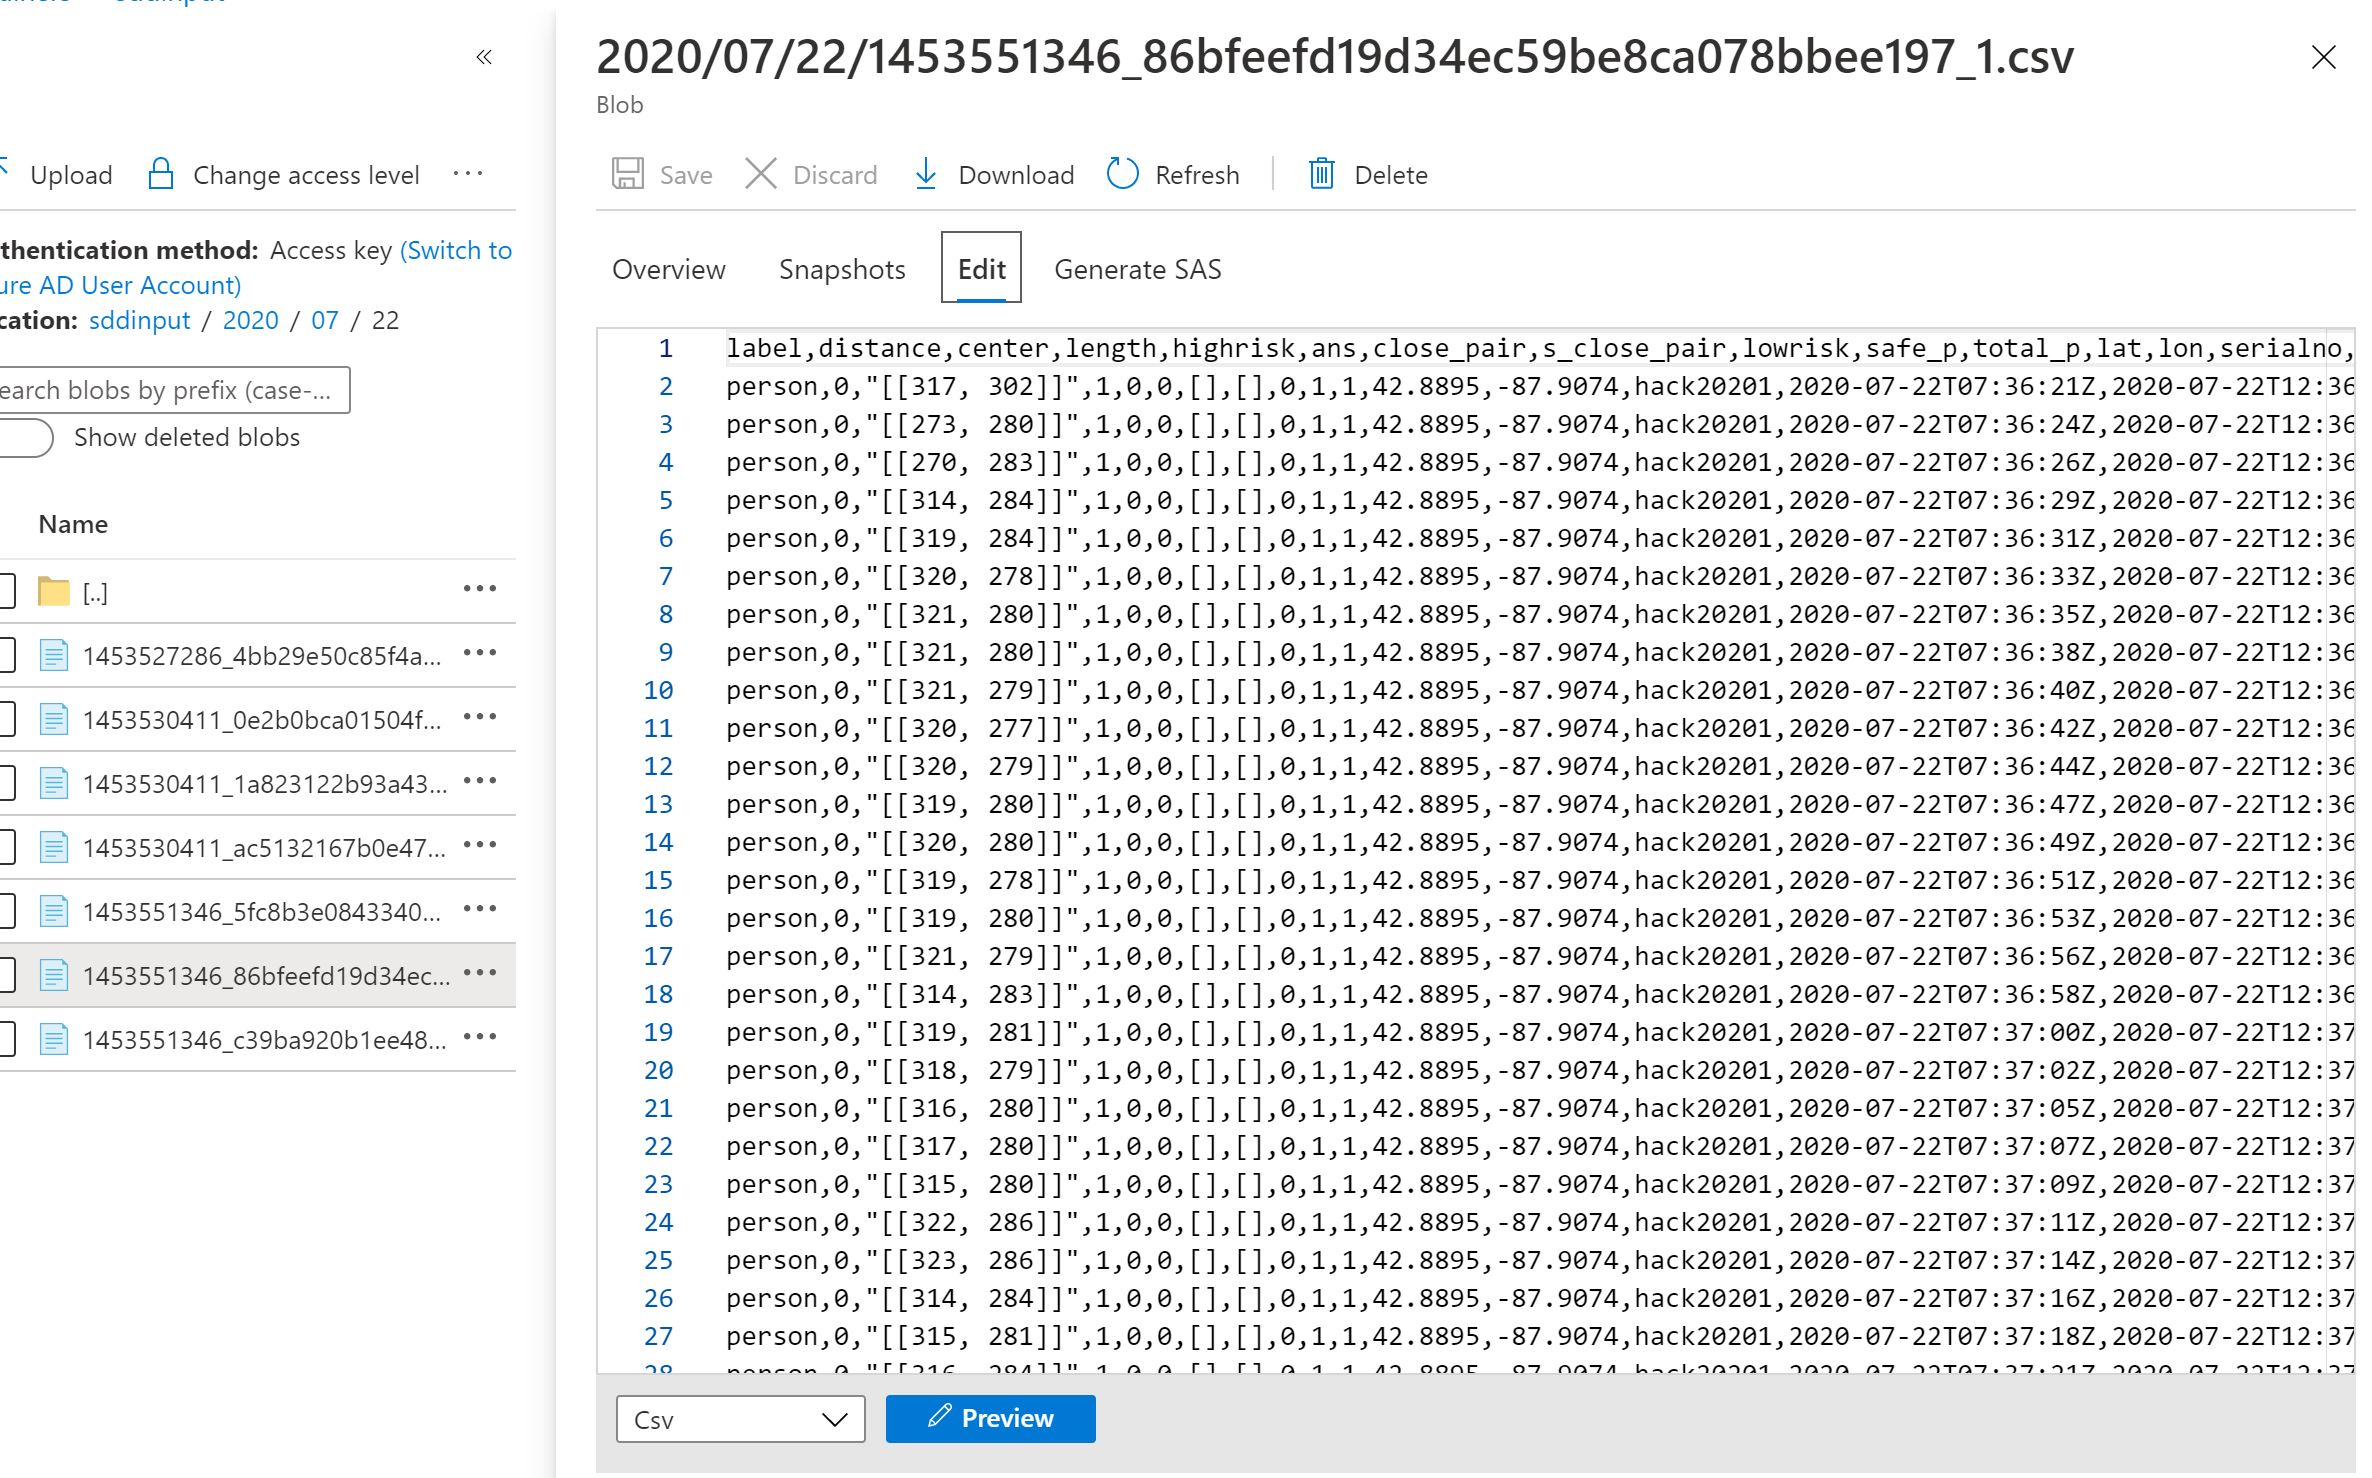 sddinput
Upload
Change access level
thentication method: Access key (Switch to
ure AD User Account)
cation: sddinput / 2020 / 07 / 22
earch blobs by prefix (case-...
Show deleted blobs
Name
[..]
1453527286_4bb29e50c85f4a...
1453530411_0e2b0bca01504f...
1453530411_1a823122b93a43...
1453530411_ac5132167b0e47...
1453551346_5fc8b3e0843340...
1453551346_86bfeefd19d34ec...
1453551346_c39ba920b1ee48...
2020/07/22/1453551346_86bfeefd19d34ec59be8ca078bbee197_1.csv
Blob
Save
Discard
Download
Refresh
Delete
Overview
Snapshots
Edit
Generate SAS
1 label,distance,center,length,highrisk,ans,close_pair,s_close_pair,lowrisk,safe_p,total_p,lat,lon,serialno,
2 person,0,"[[317, 302]]",1,0,0,[],[],0,1,1,42.8895,-87.9074,hack20201,2020-07-22T07:36:21Z,2020-07-22T12:36
3 person,0,"[[273, 280]]",1,0,0,[],[],0,1,1,42.8895,-87.9074,hack20201,2020-07-22T07:36:24Z,2020-07-22T12:36
4 person,0,"[[270, 283]]",1,0,0,[],[],0,1,1,42.8895,-87.9074,hack20201,2020-07-22T07:36:26Z,2020-07-22T12:36
5 person,0,"[[314, 284]]",1,0,0,[],[],0,1,1,42.8895,-87.9074,hack20201,2020-07-22T07:36:29Z,2020-07-22T12:36
6 person,0,"[[319, 284]]",1,0,0,[],[],0,1,1,42.8895,-87.9074,hack20201,2020-07-22T07:36:31Z,2020-07-22T12:36
7 person,0,"[[320, 278]]",1,0,0,[],[],0,1,1,42.8895,-87.9074,hack20201,2020-07-22T07:36:33Z,2020-07-22T12:36
8 person,0,"[[321, 280]]",1,0,0,[],[],0,1,1,42.8895,-87.9074,hack20201,2020-07-22T07:36:35Z,2020-07-22T12:36
9 person,0,"[[321, 280]]",1,0,0,[],[],0,1,1,42.8895,-87.9074,hack20201,2020-07-22T07:36:38Z,2020-07-22T12:36
10 person,0,"[[321, 279]]",1,0,0,[],[],0,1,1,42.8895,-87.9074,hack20201,2020-07-22T07:36:40Z,2020-07-22T12:36
11 person,0,"[[320, 277]]",1,0,0,[],[],0,1,1,42.8895,-87.9074,hack20201,2020-07-22T07:36:42Z,2020-07-22T12:36
12 person,0,"[[320, 279]]",1,0,0,[],[],0,1,1,42.8895,-87.9074,hack20201,2020-07-22T07:36:44Z,2020-07-22T12:36
13 person,0,"[[319, 280]]",1,0,0,[],[],0,1,1,42.8895,-87.9074,hack20201,2020-07-22T07:36:47Z,2020-07-22T12:36
14 person,0,"[[320, 280]]",1,0,0,[],[],0,1,1,42.8895,-87.9074,hack20201,2020-07-22T07:36:49Z,2020-07-22T12:36
15 person,0,"[[319, 278]]",1,0,0,[],[],0,1,1,42.8895,-87.9074,hack20201,2020-07-22T07:36:51Z,2020-07-22T12:36
16 person,0,"[[319, 280]]",1,0,0,[],[],0,1,1,42.8895,-87.9074,hack20201,2020-07-22T07:36:53Z,2020-07-22T12:36
17 person,0,"[[321, 279]]",1,0,0,[],[],0,1,1,42.8895,-87.9074,hack20201,2020-07-22T07:36:56Z,2020-07-22T12:36
18 person,0,"[[314, 283]]",1,0,0,[],[],0,1,1,42.8895,-87.9074,hack20201,2020-07-22T07:36:58Z,2020-07-22T12:36
19 person,0,"[[319, 281]]",1,0,0,[],[],0,1,1,42.8895,-87.9074,hack20201,2020-07-22T07:37:00Z,2020-07-22T12:37
20 person,0,"[[318, 279]]",1,0,0,[],[],0,1,1,42.8895,-87.9074,hack20201,2020-07-22T07:37:02Z,2020-07-22T12:37
21 person,0,"[[316, 280]]",1,0,0,[],[],0,1,1,42.8895,-87.9074,hack20201,2020-07-22T07:37:05Z,2020-07-22T12:37
22 person,0,"[[317, 280]]",1,0,0,[],[],0,1,1,42.8895,-87.9074,hack20201,2020-07-22T07:37:07Z,2020-07-22T12:37
23 person,0,"[[315, 280]]",1,0,0,[],[],0,1,1,42.8895,-87.9074,hack20201,2020-07-22T07:37:09Z,2020-07-22T12:37
24 person,0,"[[322, 286]]",1,0,0,[],[],0,1,1,42.8895,-87.9074,hack20201,2020-07-22T07:37:11Z,2020-07-22T12:37
25 person,0,"[[323, 286]]",1,0,0,[],[],0,1,1,42.8895,-87.9074,hack20201,2020-07-22T07:37:14Z,2020-07-22T12:37
26 person,0,"[[314, 284]]",1,0,0,[],[],0,1,1,42.8895,-87.9074,hack20201,2020-07-22T07:37:16Z,2020-07-22T12:37
27 person,0,"[[315, 281]]",1,0,0,[],[],0,1,1,42.8895,-87.9074,hack20201,2020-07-22T07:37:18Z,2020-07-22T12:37
28 person,0,"[[316, 284]]",1,0,0,[],[],0,1,1,42.8895,-87.9074,hack20201,2020-07-22T07:37:21Z,2020-07-22T12:37
Csv
Preview